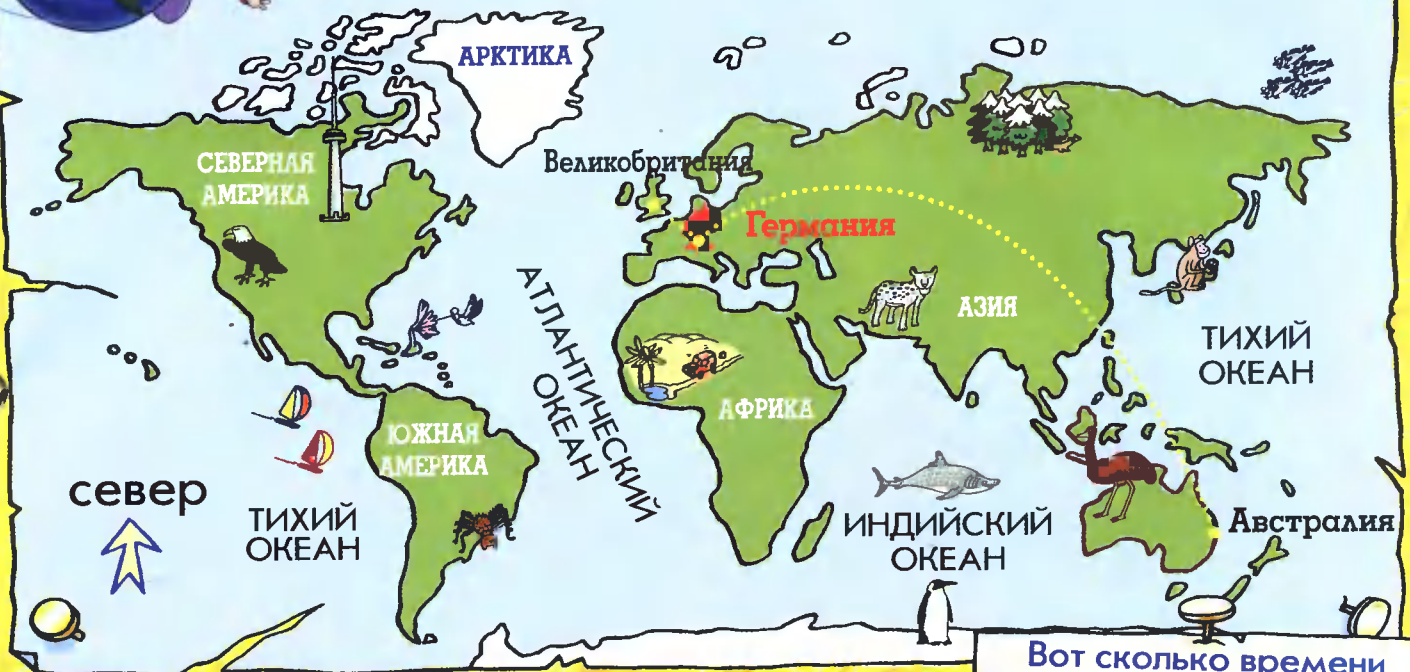 АРКТИКА
СЕВЕРНАЯ
АМЕРИКА
Великобритания
Германия
АТЛАНТИЧЕСКИЙ
ОКЕАН
АЗИЯ
ТИХИЙ
ОКЕАН
АФРИКА
ЮЖНАЯ
АМЕРИКА
север
ТИХИЙ
ОКЕАН
ИНДИЙСКИЙ
ОКЕАН
Австралия
Вот сколько времени